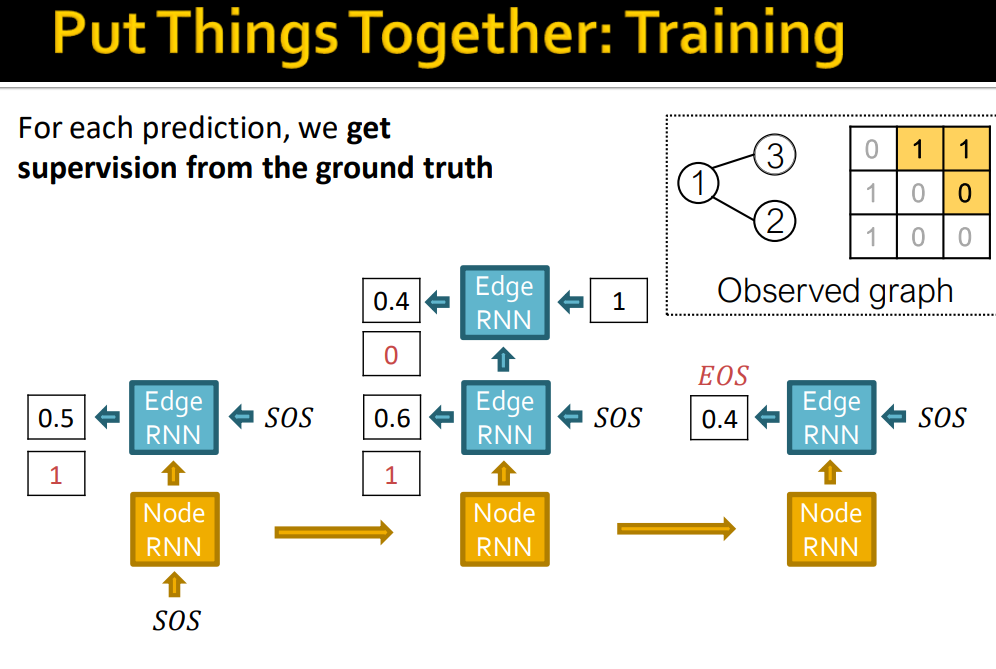 Put Things Together: Training
For each prediction, we get
supervision from the ground truth
1
3
2
0 1 1
1 0 0
1 0 0
Observed graph
0.4
Edge
RNN
1
0
0.5
Edge
RNN
SOS
1
0.6
Edge
RNN
SOS
1
EOS
0.4
Edge
RNN
SOS
Node
RNN
Node
RNN
Node
RNN
SOS